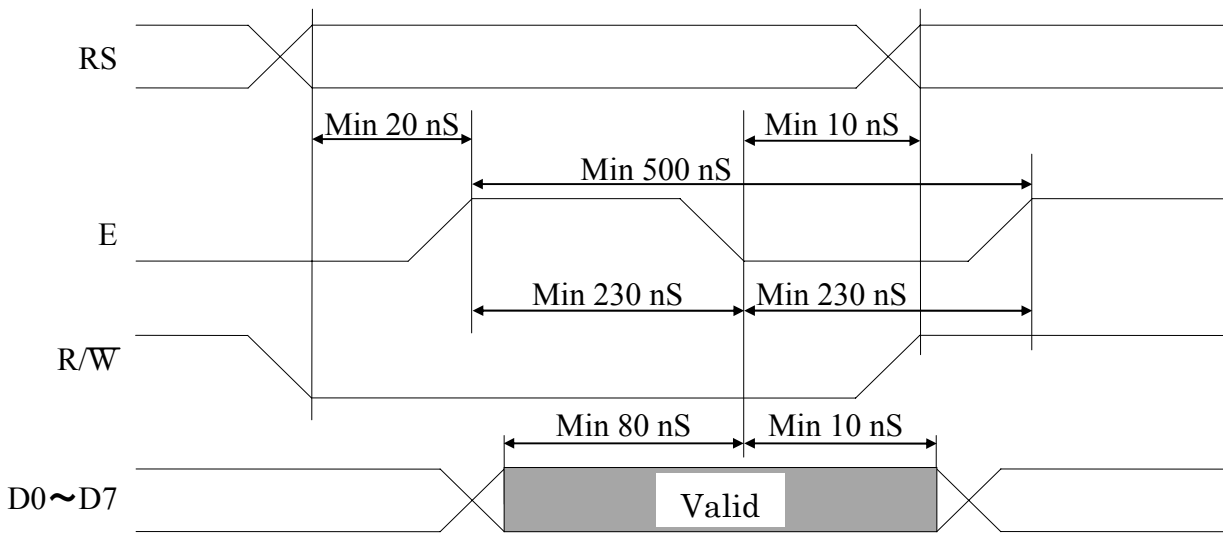 RS
Min 20 nS
Min 10 nS
Min 500 nS
E
Min 230 nS
Min 230 nS
R/W̅
Min 80 nS
Min 10 nS
D0～D7
Valid